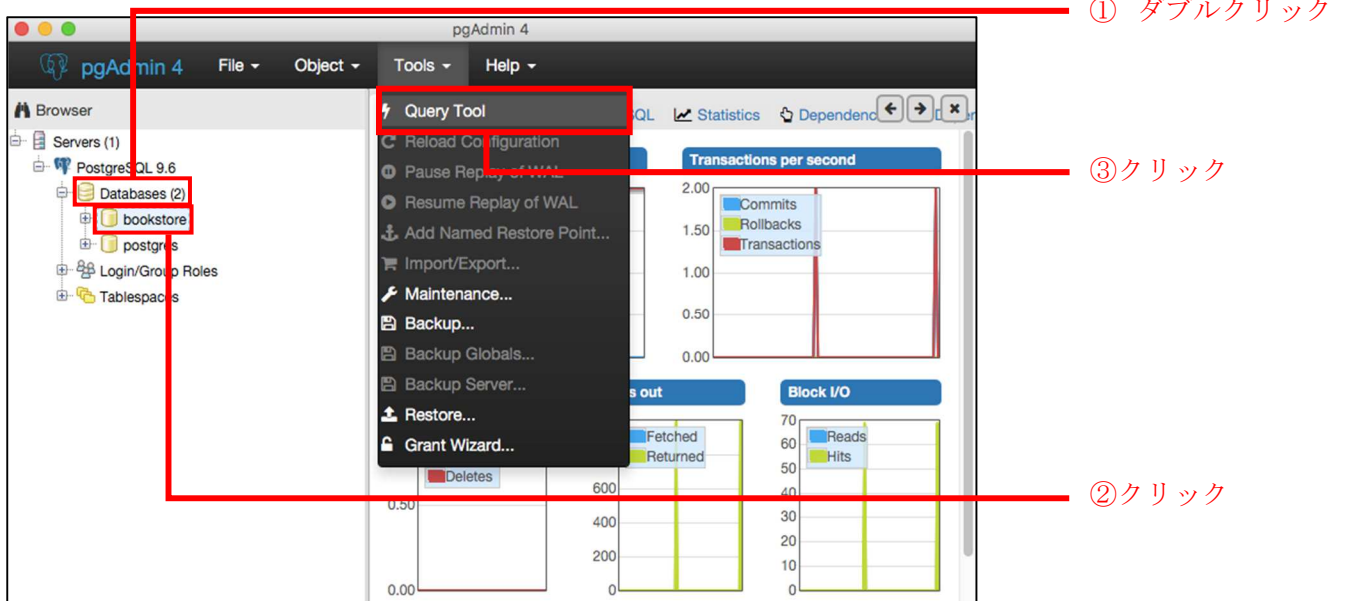 ① ダブルクリック
pgAdmin 4
pgAdmin 4 File Object Tools Help
Browser
Servers (1)
PostgreSQL 9.6
Databases (2)
bookstore
postgres
Login/Group Roles
Tablespaces
Query Tool
Reload Configuration
Pause Replay of WAL
Resume Replay of WAL
Add Named Restore Point...
Import/Export...
Maintenance...
Backup...
Backup Globals...
Backup Server...
Restore...
Grant Wizard...
SQL Statistics Dependenc
Transactions per second
2.00
1.50
1.00
0.50
0.00
Commits
Rollbacks
Transactions
③クリック
Deletes
0.50
0.00
s out
Fetched
Returned
600
400
200
0
Block I/O
70
60
50
40
30
20
10
0
Reads
Hits
②クリック